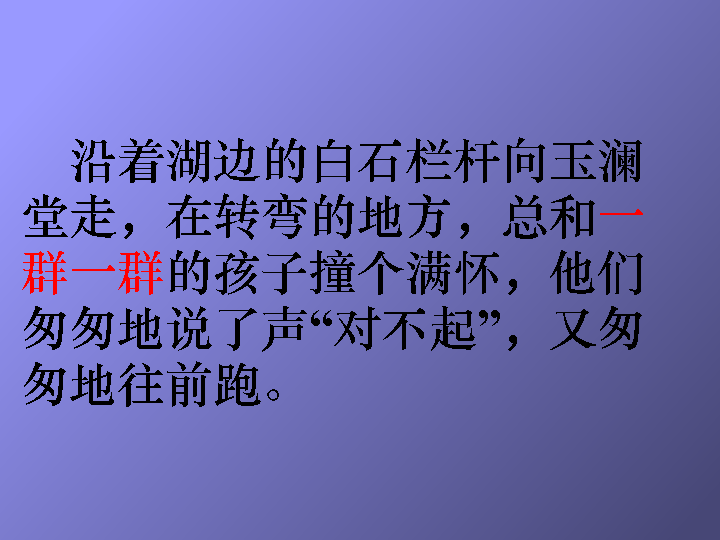 沿着湖边的白石栏杆向玉澜
堂走，在转弯的地方，总和一
群一群的孩子撞个满怀，他们
匆匆地说了声“对不起”，又匆
匆地往前跑。